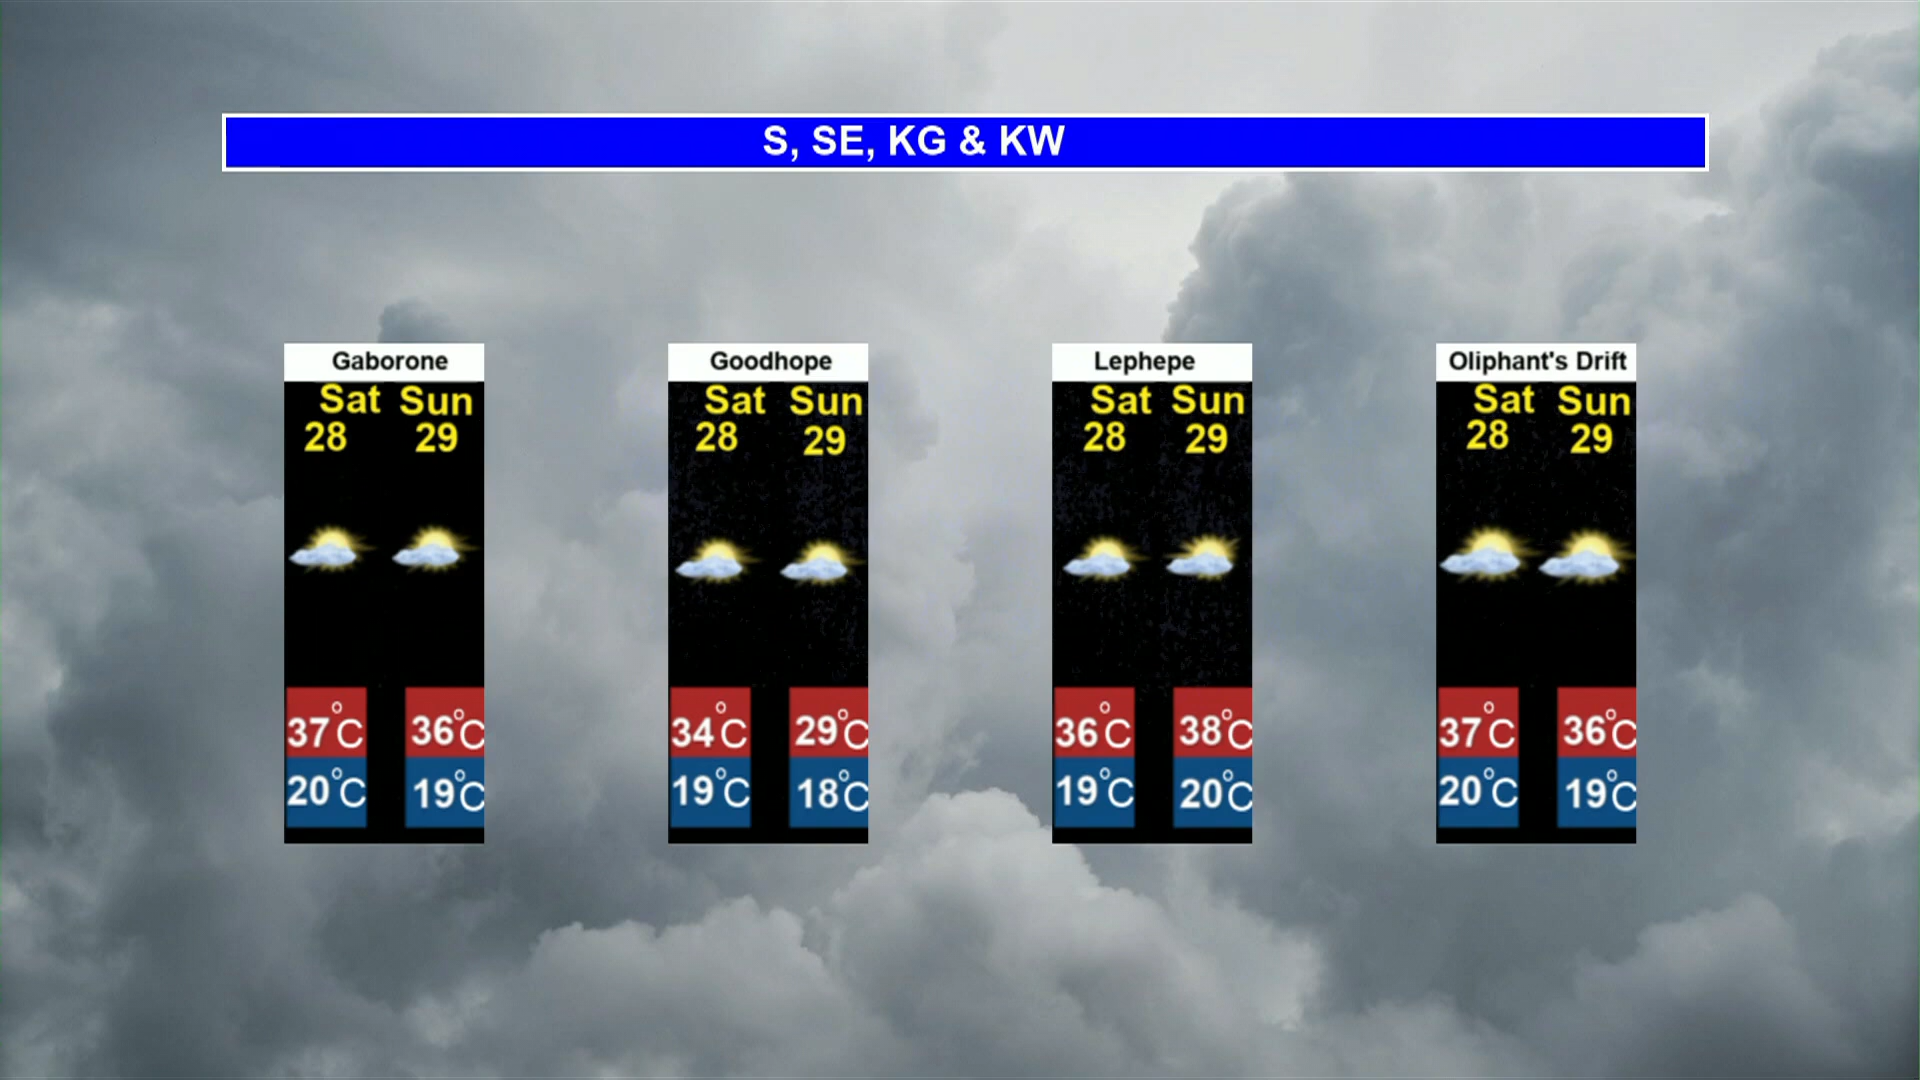 S, SE, KG & KW
Gaborone
Sat Sun
28 29
37°C 36°C
20°C 19°C
Goodhope
Sat Sun
28 29
34°C 29°C
19°C 18°C
Lephepe
Sat Sun
28 29
36°C 38°C
19°C 20°C
Oliphant's Drift
Sat Sun
28 29
37°C 36°C
20°C 19°C